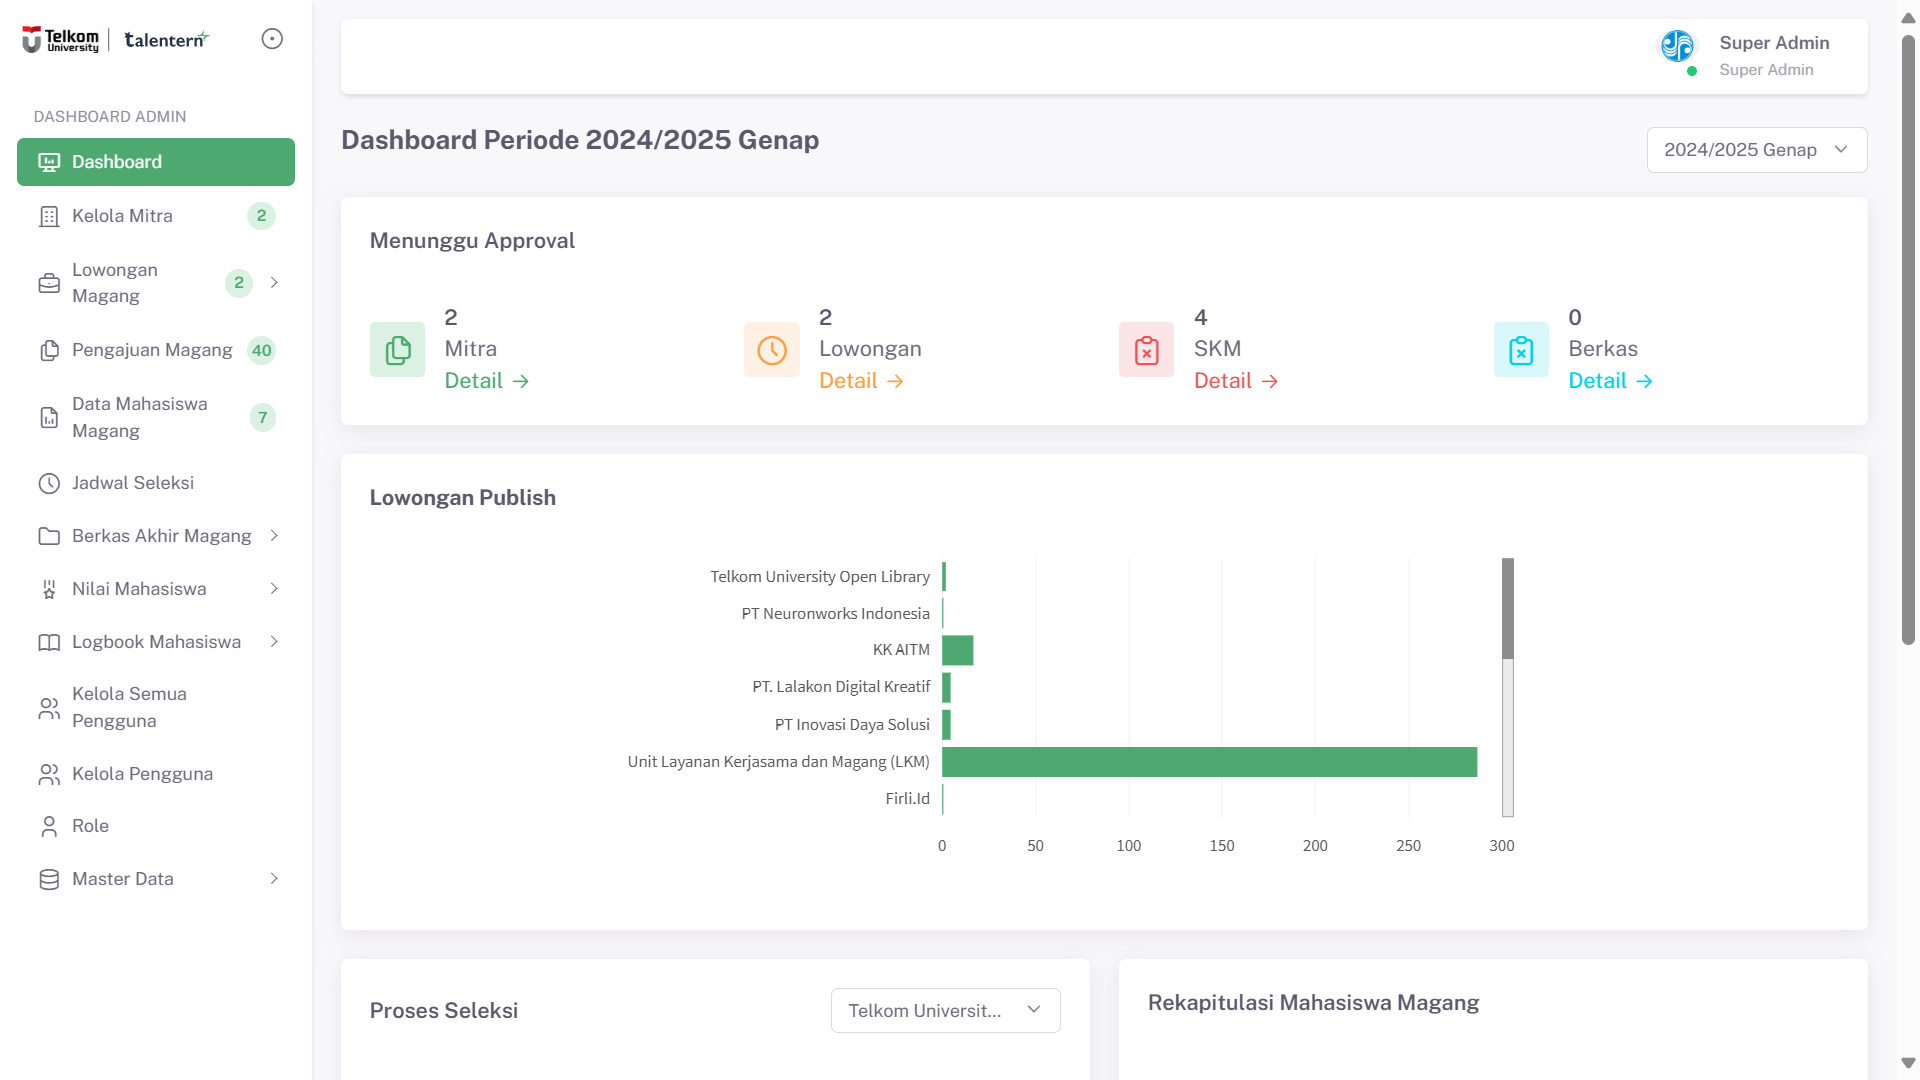 Telkom University
talentern
Super Admin
Super Admin
DASHBOARD ADMIN
Dashboard
Kelola Mitra 2
Lowongan
Magang
2
Pengajuan Magang 40
Data Mahasiswa
Magang
7
Jadwal Seleksi
Berkas Akhir Magang
Nilai Mahasiswa
Logbook Mahasiswa
Kelola Semua
Pengguna
Kelola Pengguna
Role
Master Data
Dashboard Periode 2024/2025 Genap
2024/2025 Genap
Menunggu Approval
2
Mitra
Detail →
2
Lowongan
Detail →
4
SKM
Detail →
0
Berkas
Detail →
Lowongan Publish
Telkom University Open Library
PT Neuronworks Indonesia
KK AITM
PT. Lalakon Digital Kreatif
PT Inovasi Daya Solusi
Unit Layanan Kerjasama dan Magang (LKM)
Firli.Id
0 50 100 150 200 250 300
Proses Seleksi
Telkom Universit...
Rekapitulasi Mahasiswa Magang